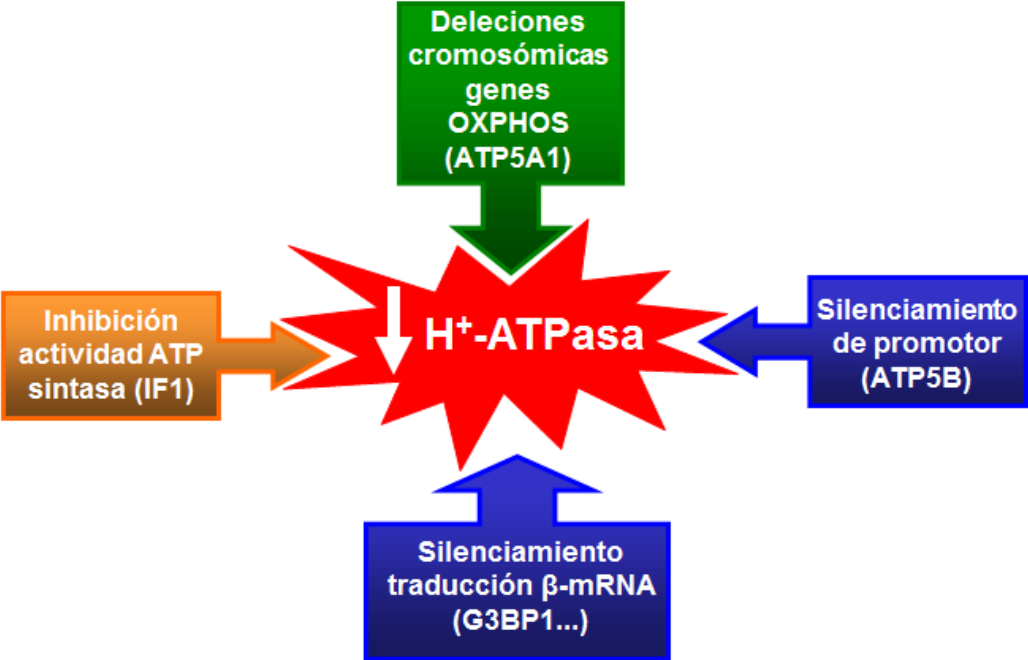 Deleciones
cromosómicas
genes
OXPHOS
(ATP5A1)
Inhibición
actividad ATP
sintasa (IF1)
H⁺-ATPasa
Silenciamiento
de promotor
(ATP5B)
Silenciamiento
traducción β-mRNA
(G3BP1...)